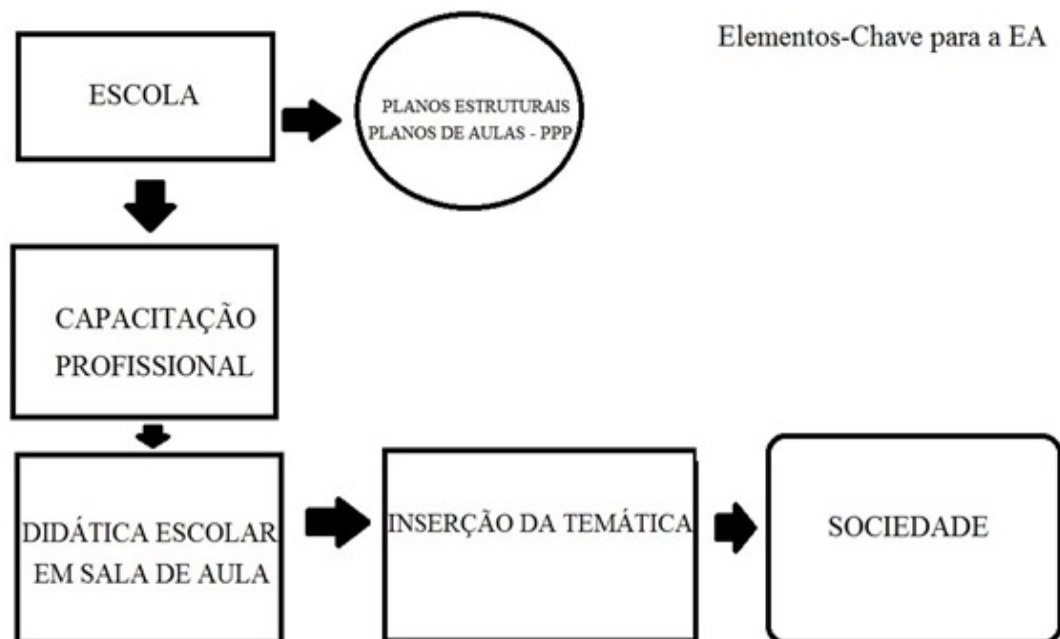 Elementos-Chave para a EA
ESCOLA
PLANOS ESTRUTURAIS
PLANOS DE AULAS - PPP
CAPACITAÇÃO
PROFISSIONAL
DIDÁTICA ESCOLAR
EM SALA DE AULA
INSERÇÃO DA TEMÁTICA
SOCIEDADE